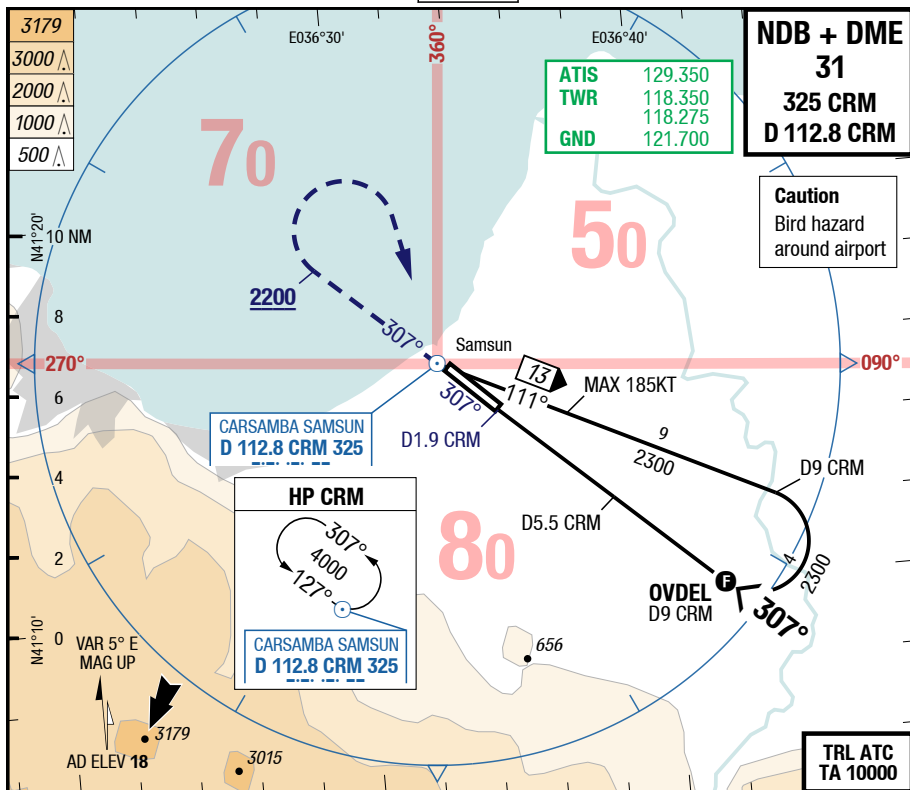 3179
3000
2000
1000
500
E036°30'
E036°40'
360°
ATIS 129.350
TWR 118.350
118.275
GND 121.700
NDB + DME
31
325 CRM
D 112.8 CRM
Caution
Bird hazard
around airport
70
50
N41°20'
10 NM
8
6
4
2
0
N41°10'
2200
307°
270°
090°
Samsun
13
111°
MAX 185KT
307°
D1.9 CRM
9
2300
D9 CRM
CARSAMBA SAMSUN
D 112.8 CRM 325
D5.5 CRM
80
4
2300
OVDEL
D9 CRM
F
307°
HP CRM
307°
4000
127°
CARSAMBA SAMSUN
D 112.8 CRM 325
656
VAR 5° E
MAG UP
3179
AD ELEV 18
3015
TRL ATC
TA 10000